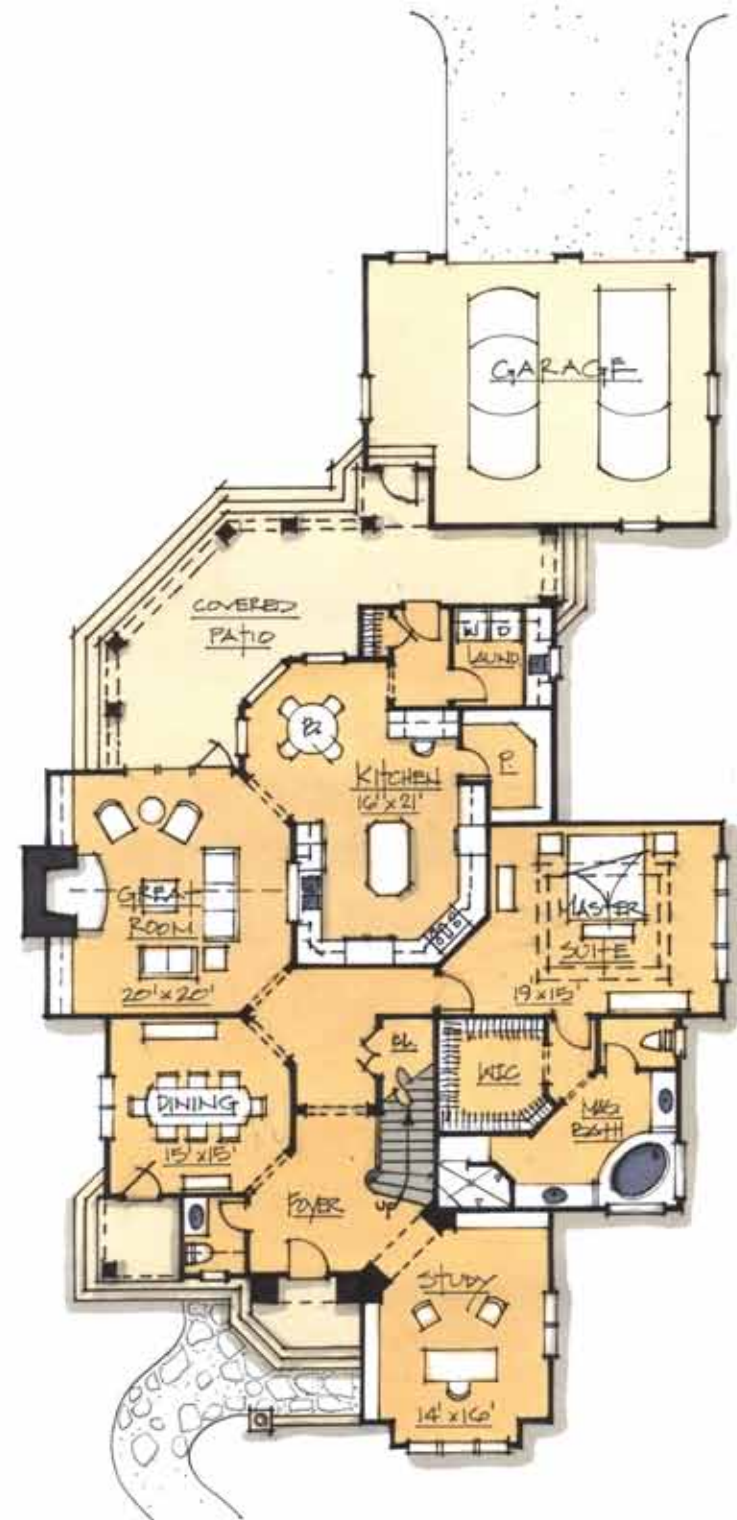 GARAGE
COVERED
PATIO
W D
LAUND.
P.
KITCHEN
16' x 21'
GREAT
ROOM
20' x 20'
MASTER
SUITE
19' x 15'
CL.
WIC
MAS
BATH
DINING
15' x 15'
FOYER
UP
STUDY
14' x 16'